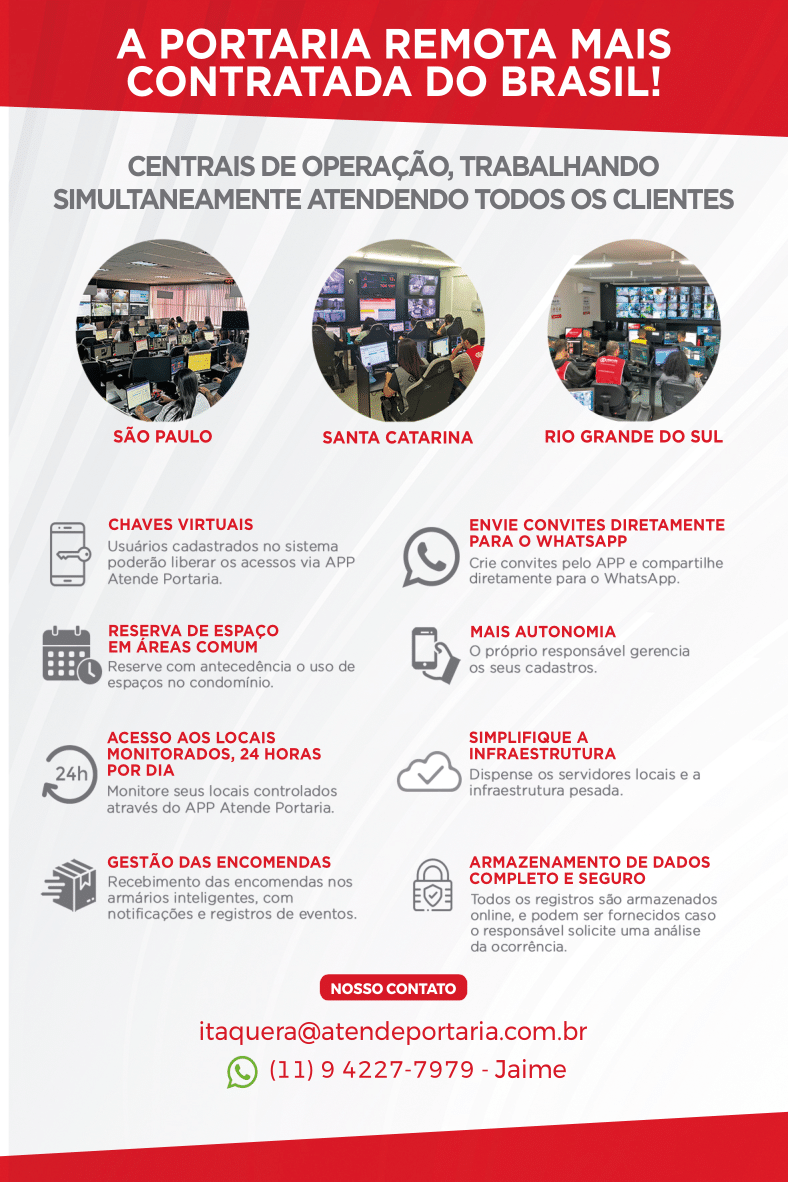 A PORTARIA REMOTA MAIS
CONTRATADA DO BRASIL!
CENTRAIS DE OPERAÇÃO, TRABALHANDO
SIMULTANEAMENTE ATENDENDO TODOS OS CLIENTES
SÃO PAULO
SANTA CATARINA
RIO GRANDE DO SUL
CHAVES VIRTUAIS
Usuários cadastrados no sistema
poderão liberar os acessos via APP
Atende Portaria.
ENVIE CONVITES DIRETAMENTE
PARA O WHATSAPP
Crie convites pelo APP e compartilhe
diretamente para o WhatsApp.
RESERVA DE ESPAÇO
EM ÁREAS COMUM
Reserve com antecedência o uso de
espaços no condomínio.
MAIS AUTONOMIA
O próprio responsável gerencia
os seus cadastros.
24h
ACESSO AOS LOCAIS
MONITORADOS, 24 HORAS
POR DIA
Monitore seus locais controlados
através do APP Atende Portaria.
SIMPLIFIQUE A
INFRAESTRUTURA
Dispense os servidores locais e a
infraestrutura pesada.
GESTÃO DAS ENCOMENDAS
Recebimento das encomendas nos
armários inteligentes, com
notificações e registros de eventos.
ARMAZENAMENTO DE DADOS
COMPLETO E SEGURO
Todos os registros são armazenados
online, e podem ser fornecidos caso
o responsável solicite uma análise
da ocorrência.
NOSSO CONTATO
itaquera@atendeportaria.com.br
(11) 9 4227-7979 - Jaime